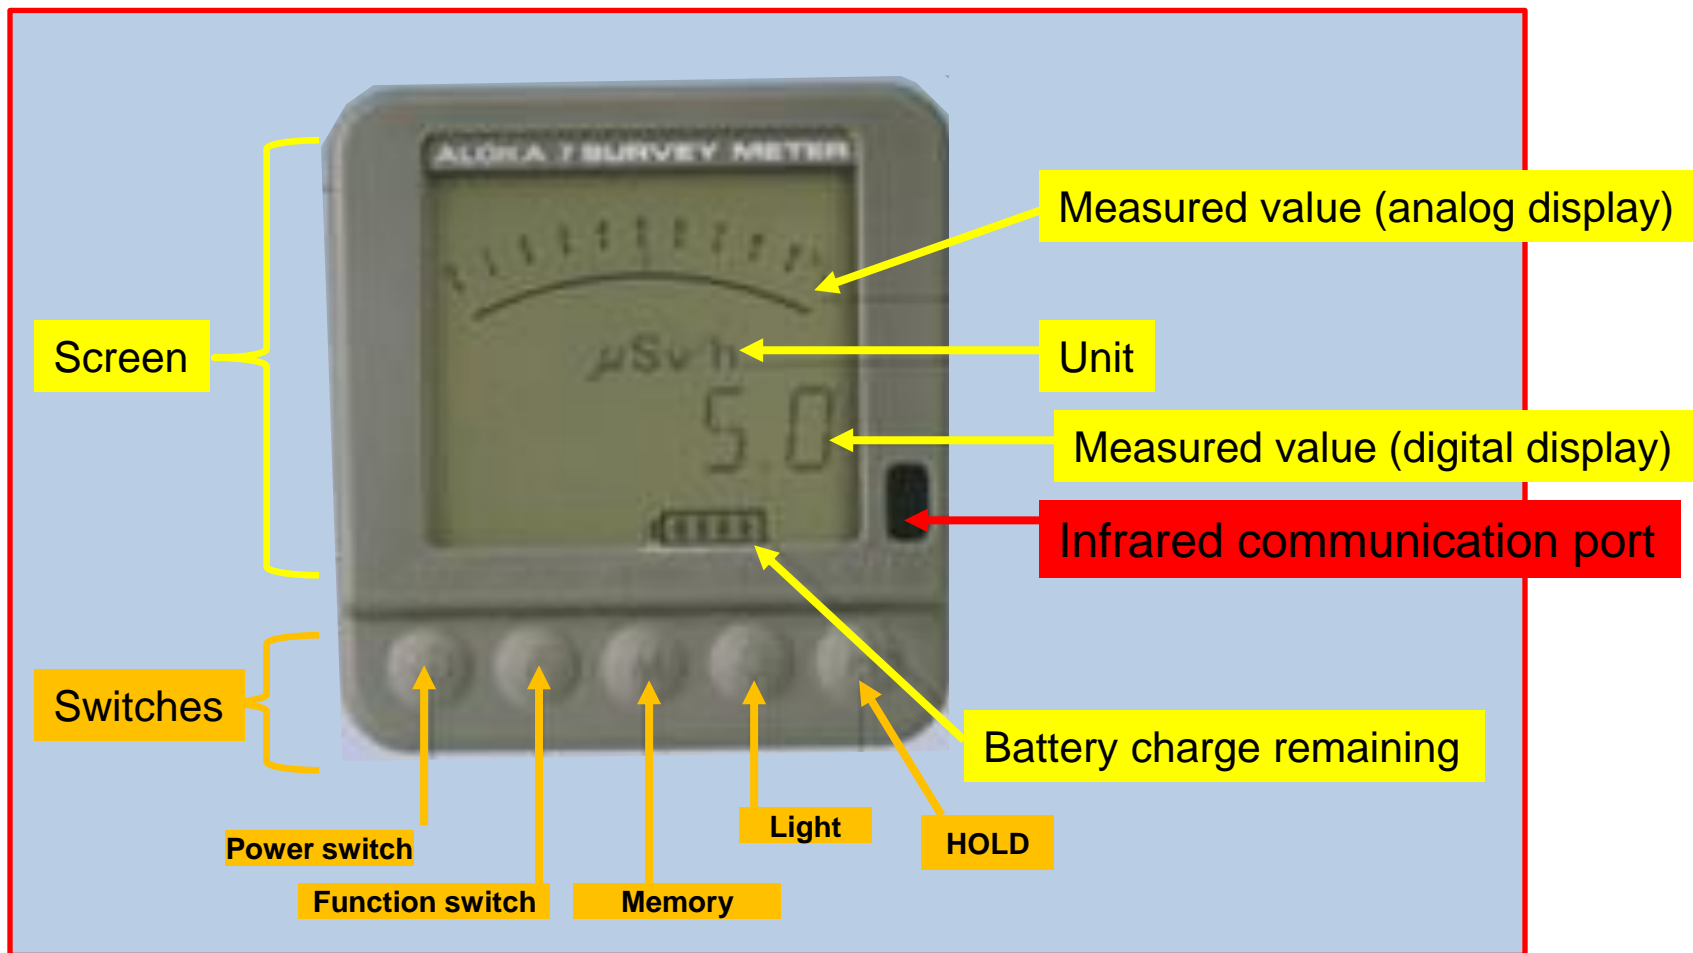 ALOKA γ SURVEY METER
Measured value (analog display)
Screen
μSv/h
Unit
5.0
Measured value (digital display)
Infrared communication port
Switches
Battery charge remaining
Light
HOLD
Power switch
Function switch
Memory